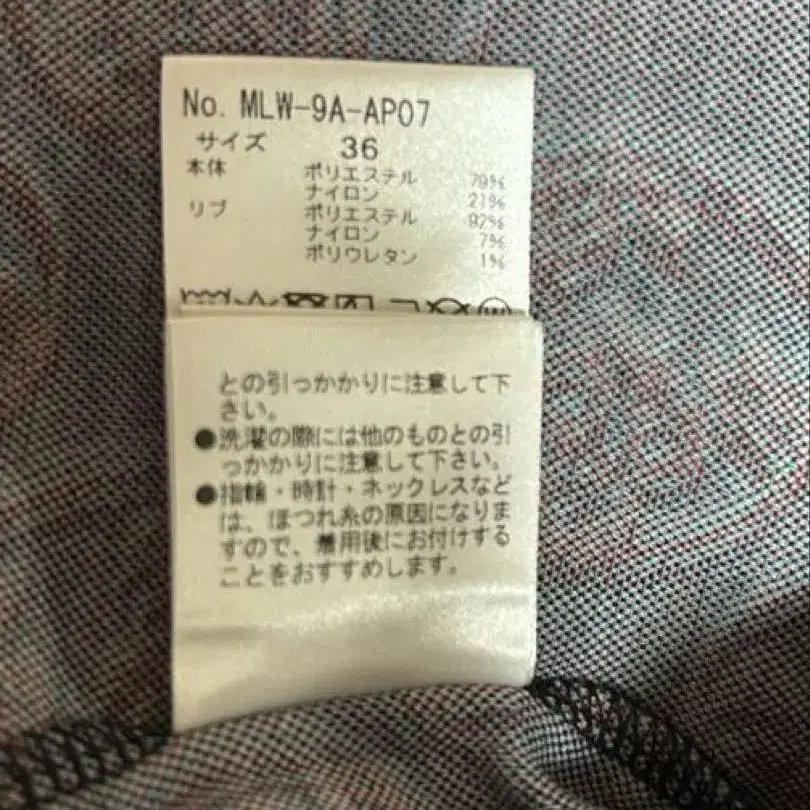 No. MLW-9A-AP07
サイズ 36
本体 ポリエステル 79%
ナイロン 21%
リブ ポリエステル 92%
ナイロン 7%
ポリウレタン 1%
との引っかかりに注意して下
さい。
●洗濯の際には他のものとの引
っかかりに注意して下さい。
●指輪・時計・ネックレスなど
は、ほつれ糸の原因になりま
すので、着用後にお付けする
ことをおすすめします。